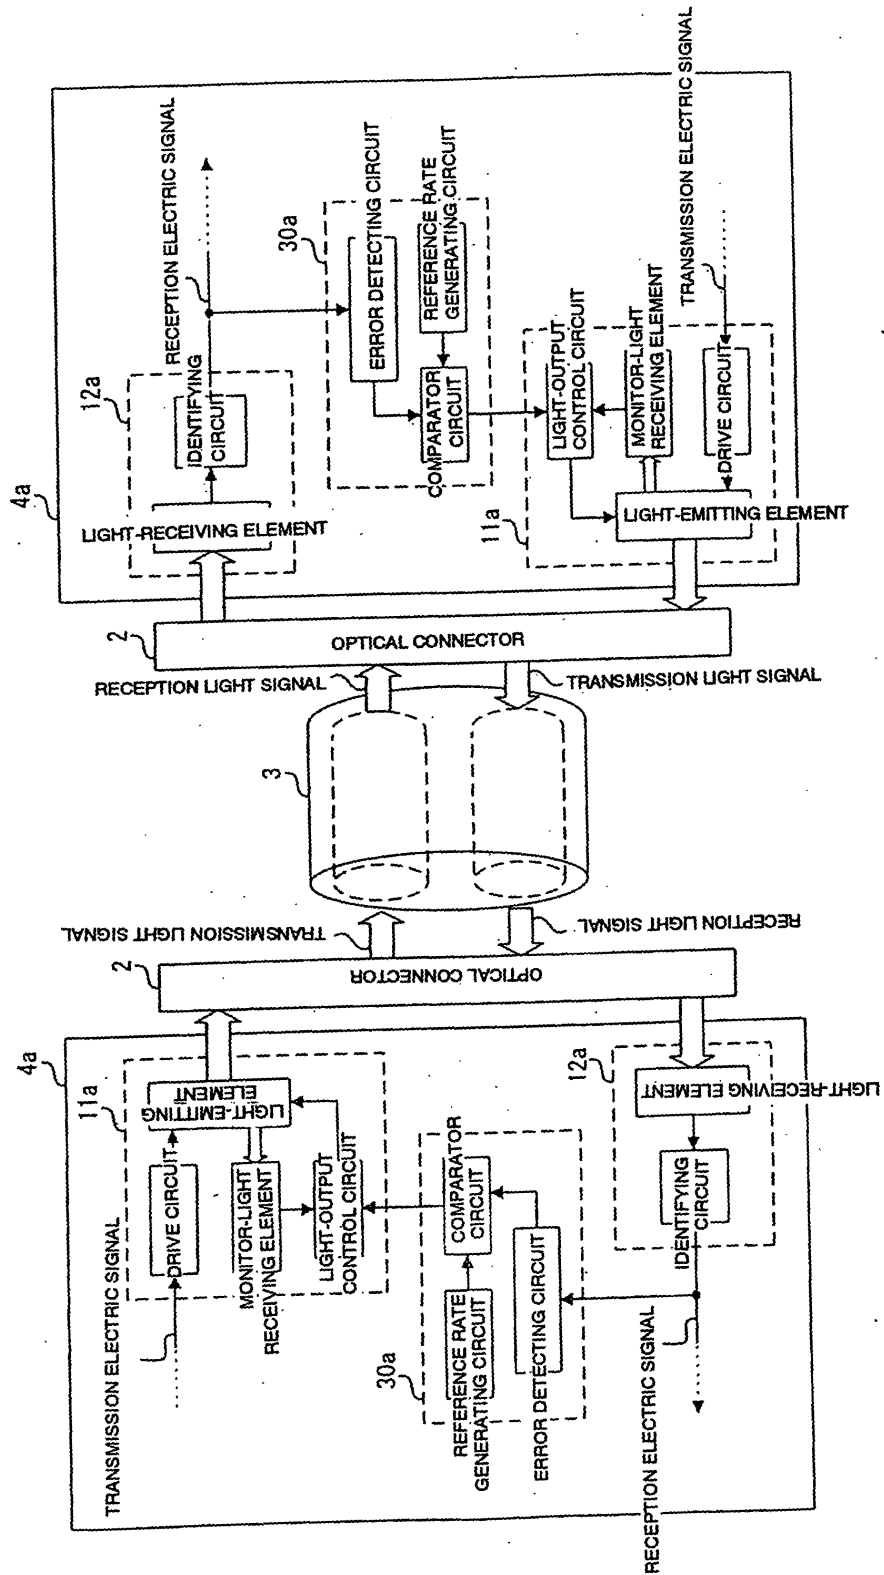 RECEPTION ELECTRIC SIGNAL
4a
12a
IDENTIFYING
CIRCUIT
LIGHT-RECEIVING ELEMENT
30a
ERROR DETECTING CIRCUIT
REFERENCE RATE
GENERATING CIRCUIT
COMPARATOR
CIRCUIT
TRANSMISSION ELECTRIC SIGNAL
11a
LIGHT-OUTPUT
CONTROL CIRCUIT
MONITOR-LIGHT
RECEIVING ELEMENT
DRIVE CIRCUIT
LIGHT-EMITTING ELEMENT
2
OPTICAL CONNECTOR
RECEPTION LIGHT SIGNAL
TRANSMISSION LIGHT SIGNAL
3
TRANSMISSION LIGHT SIGNAL
RECEPTION LIGHT SIGNAL
2
OPTICAL CONNECTOR
4a
11a
LIGHT-EMITTING
ELEMENT
DRIVE CIRCUIT
MONITOR-LIGHT
RECEIVING ELEMENT
LIGHT-OUTPUT
CONTROL CIRCUIT
TRANSMISSION ELECTRIC SIGNAL
30a
COMPARATOR
CIRCUIT
REFERENCE RATE
GENERATING CIRCUIT
ERROR DETECTING CIRCUIT
12a
LIGHT-RECEIVING ELEMENT
IDENTIFYING
CIRCUIT
RECEPTION ELECTRIC SIGNAL